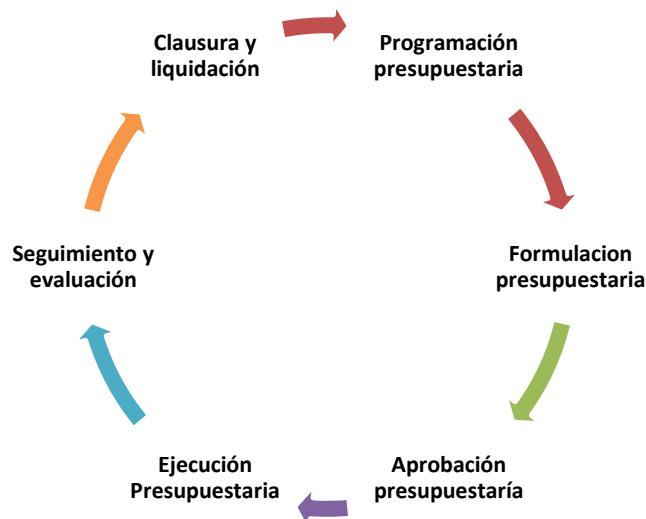 Clausura y
liquidación
Programación
presupuestaria
Formulacion
presupuestaria
Aprobación
presupuestaría
Ejecución
Presupuestaria
Seguimiento y
evaluación